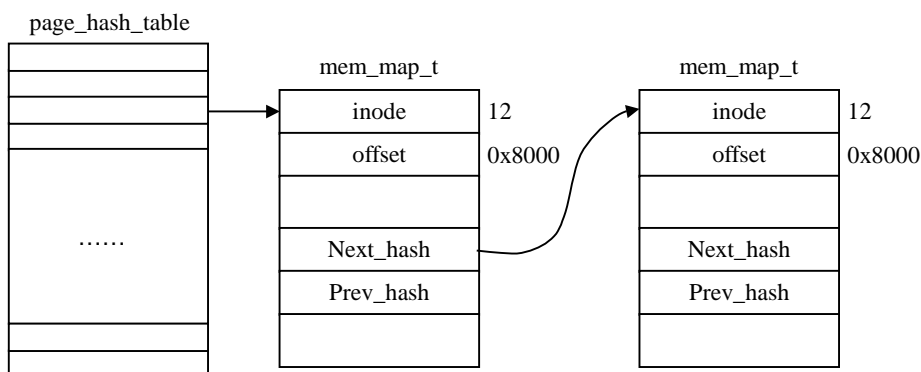 page_hash_table
mem_map_t
mem_map_t
inode
12
inode
12
offset
0x8000
offset
0x8000
……
Next_hash
Next_hash
Prev_hash
Prev_hash